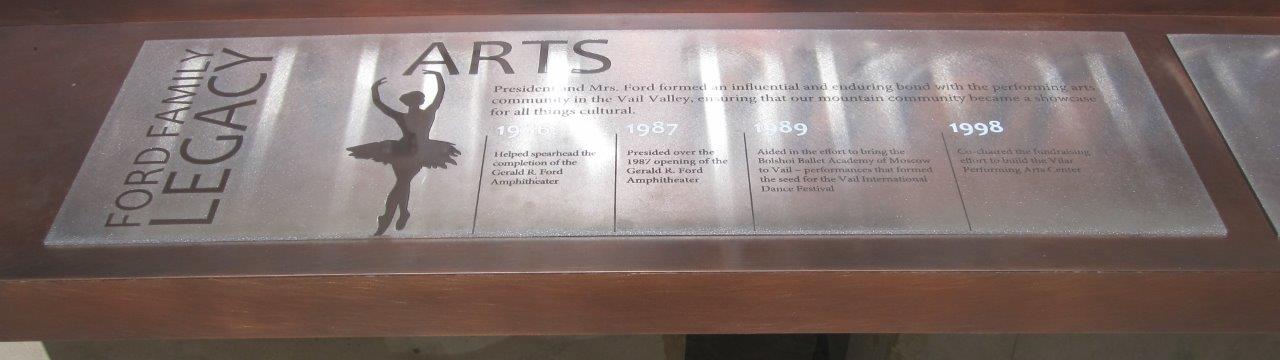 FORD FAMILY
LEGACY
ARTS
President and Mrs. Ford formed an influential and enduring bond with the performing arts
community in the Vail Valley, ensuring that our mountain community became a showcase
for all things cultural.
1987
1989
1998
Helped spearhead the
completion of the
Gerald R. Ford
Amphitheater
Presided over the
1987 opening of the
Gerald R. Ford
Amphitheater
Aided in the effort to bring the
Bolshoi Ballet Academy of Moscow
to Vail – performances that formed
the seed for the Vail International
Dance Festival
Co-chaired the fundraising
effort to build the Vilar
Performing Arts Center